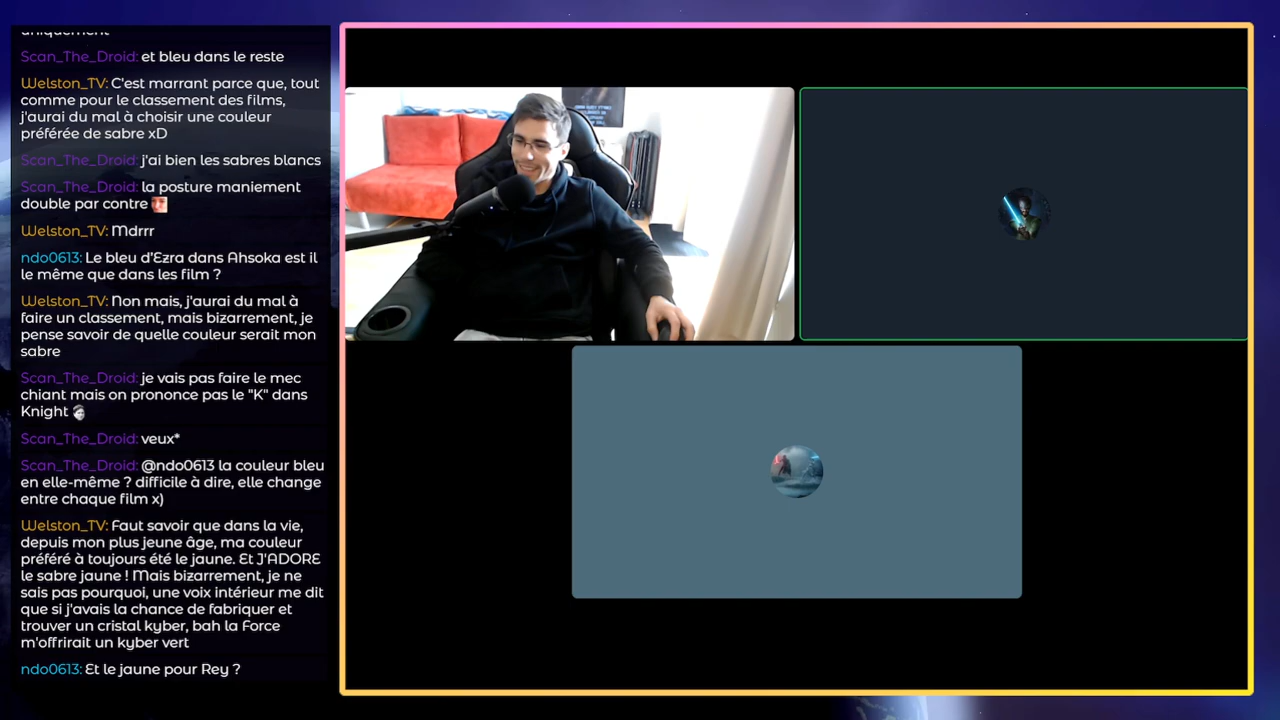 uniquement
Scan_The_Droid: et bleu dans le reste
Welston_TV: C'est marrant parce que, tout
comme pour le classement des films,
j'aurai du mal à choisir une couleur
préférée de sabre xD
Scan_The_Droid: j'ai bien les sabres blancs
Scan_The_Droid: la posture maniement
double par contre
Welston_TV: Mdrrr
ndo0613: Le bleu d'Ezra dans Ahsoka est il
le même que dans les film ?
Welston_TV: Non mais, j'aurai du mal à
faire un classement, mais bizarrement, je
pense savoir de quelle couleur serait mon
sabre
Scan_The_Droid: je vais pas faire le mec
chiant mais on prononce pas le "K" dans
Knight
Scan_The_Droid: veux*
Scan_The_Droid: @ndo0613 la couleur bleu
en elle-même ? difficile à dire, elle change
entre chaque film x)
Welston_TV: Faut savoir que dans la vie,
depuis mon plus jeune âge, ma couleur
préféré à toujours été le jaune. Et J'ADORE
le sabre jaune ! Mais bizarrement, je ne
sais pas pourquoi, une voix intérieur me dit
que si j'avais la chance de fabriquer et
trouver un cristal kyber, bah la Force
m'offrirait un kyber vert
ndo0613: Et le jaune pour Rey ?